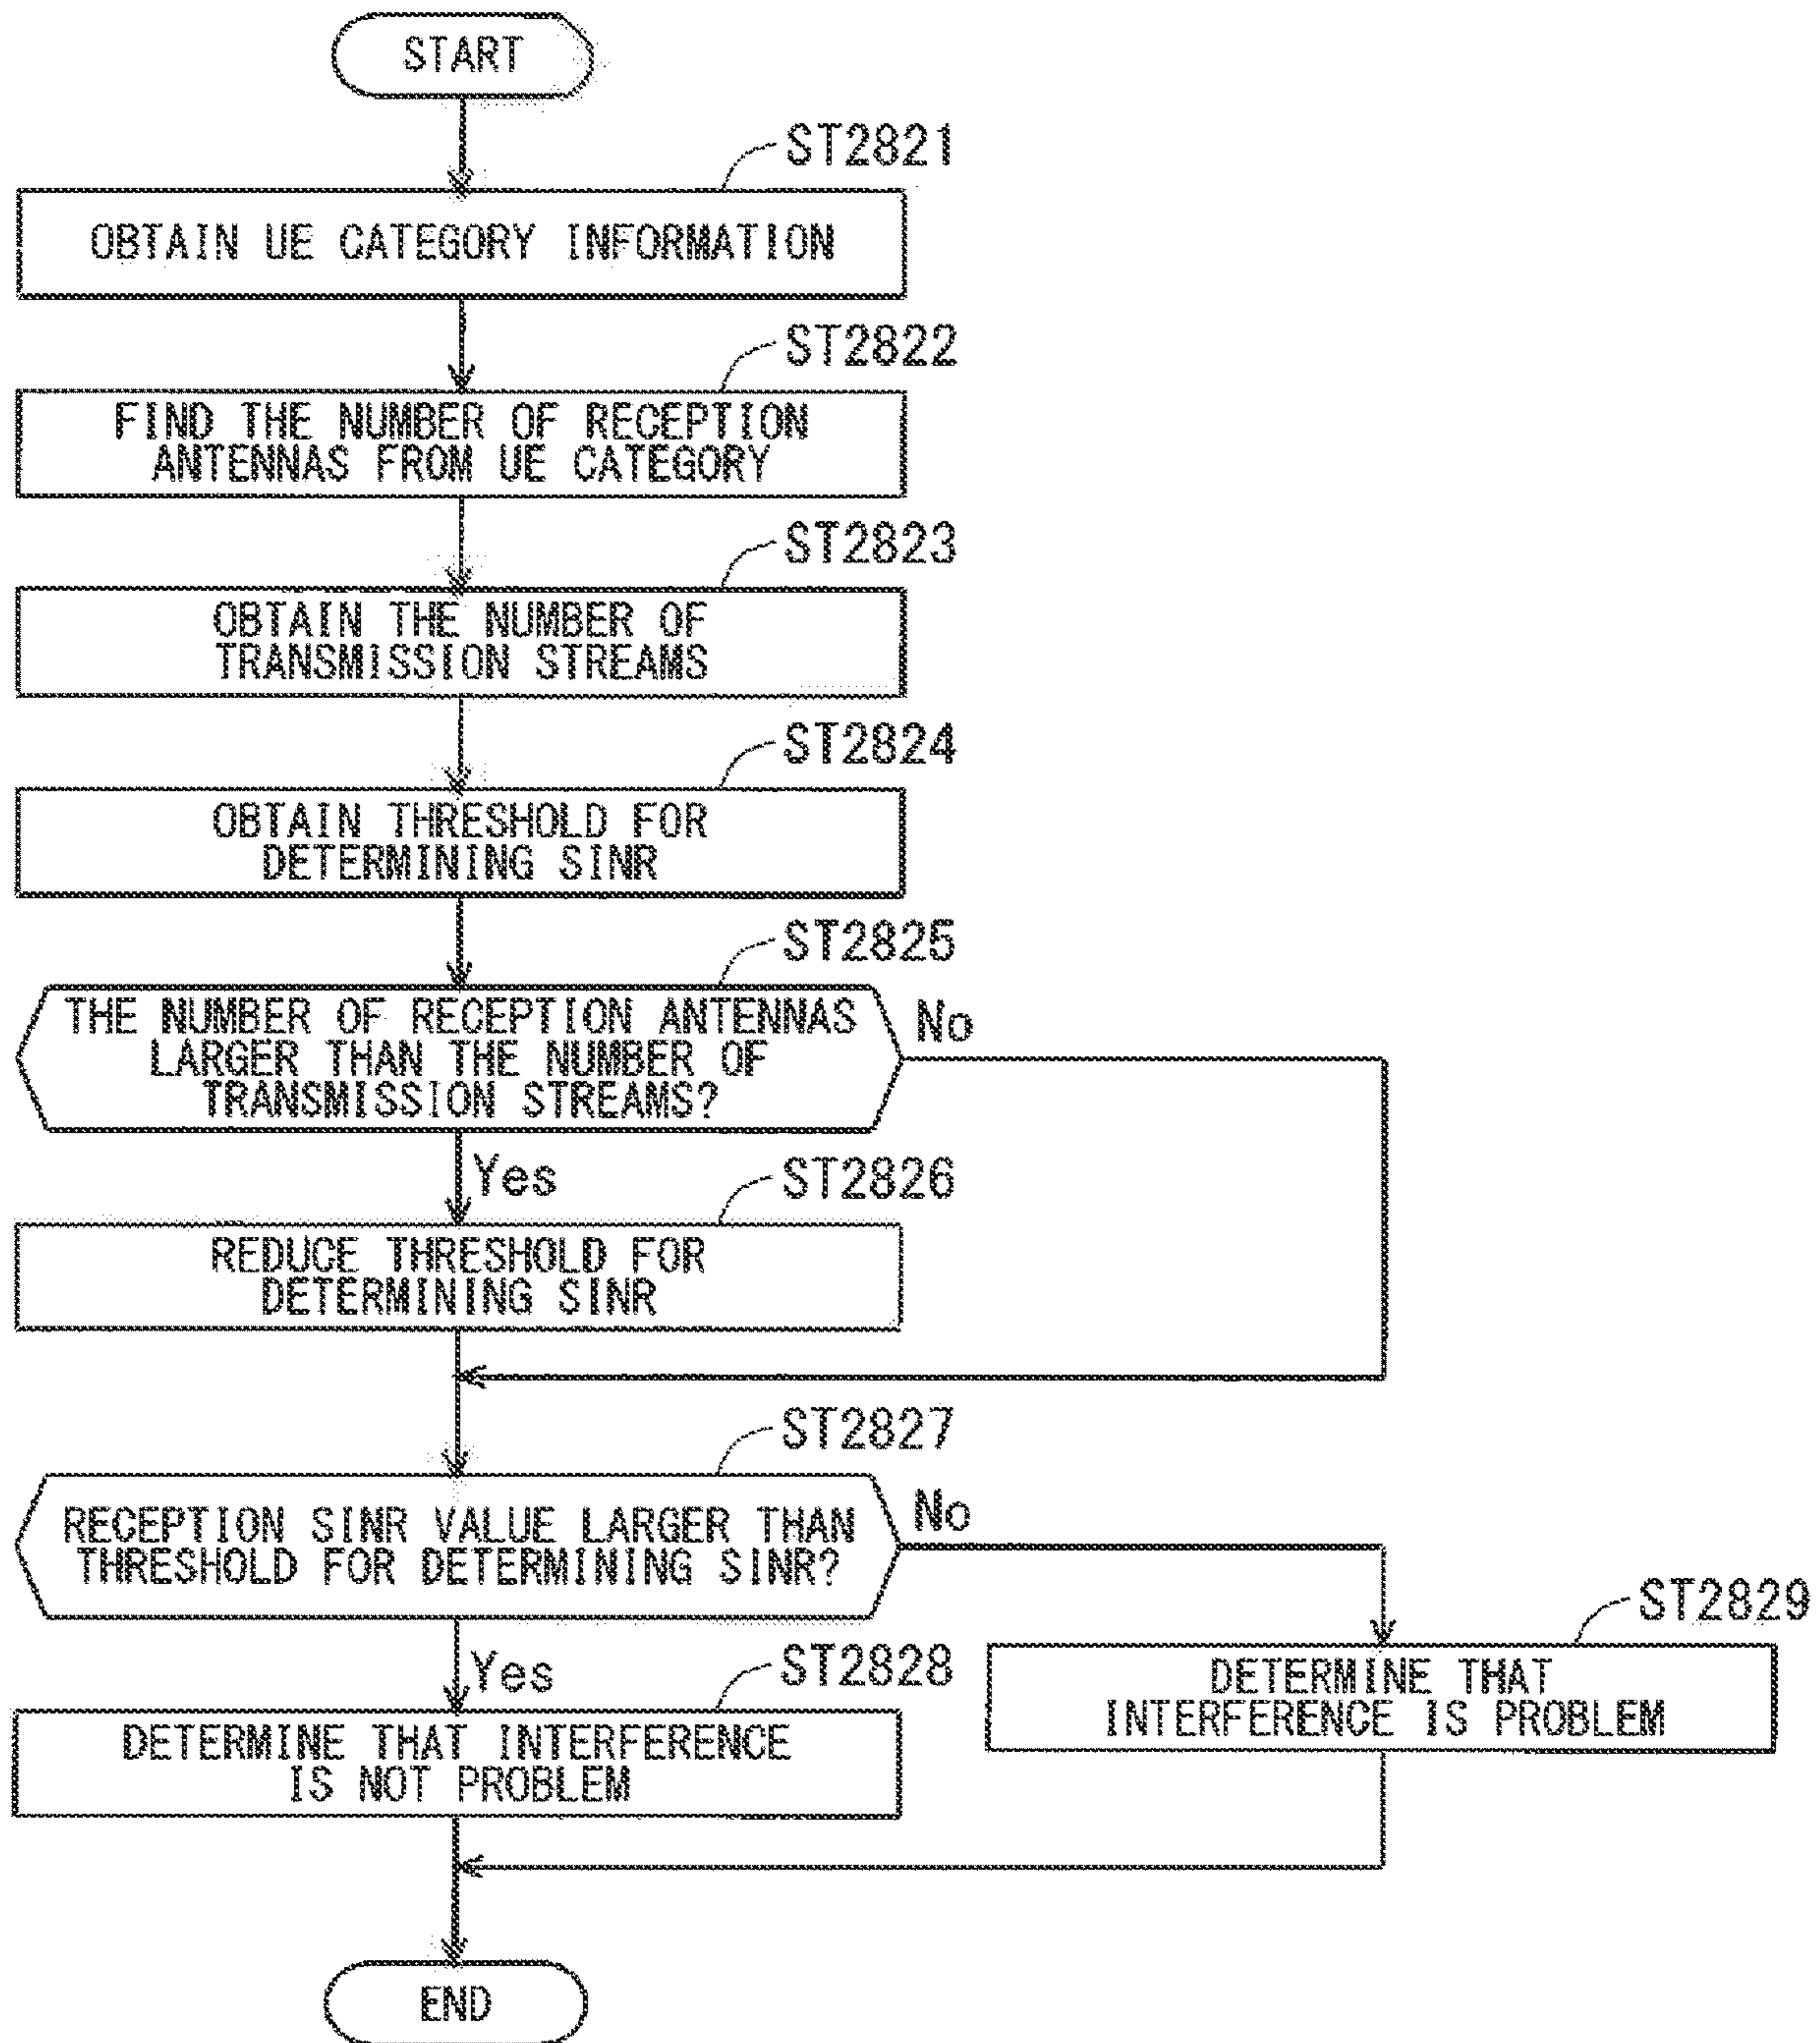 START
ST2821
OBTAIN UE CATEGORY INFORMATION
ST2822
FIND THE NUMBER OF RECEPTION
ANTENNAS FROM UE CATEGORY
ST2823
OBTAIN THE NUMBER OF
TRANSMISSION STREAMS
ST2824
OBTAIN THRESHOLD FOR
DETERMINING SINR
ST2825
THE NUMBER OF RECEPTION ANTENNAS
LARGER THAN THE NUMBER OF
TRANSMISSION STREAMS?
No
Yes
ST2826
REDUCE THRESHOLD FOR
DETERMINING SINR
ST2827
RECEPTION SINR VALUE LARGER THAN
THRESHOLD FOR DETERMINING SINR?
No
Yes
ST2828
DETERMINE THAT INTERFERENCE
IS NOT PROBLEM
ST2829
DETERMINE THAT
INTERFERENCE IS PROBLEM
END